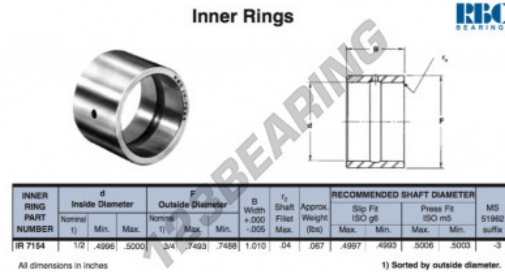 Inner Rings
RBC
BEARINGS
123BEARING
B
r₂
d
F
INNER RING PART NUMBER
d Inside Diameter
F Outside Diameter
B Width +.000 -.005
r₂ Shaft Fillet Max.
Approx. Weight (lbs)
RECOMMENDED SHAFT DIAMETER
MS 51962 suffix
Nominal 1) Min. Max.
Nominal 1) Max. Min.
Slip Fit ISO g6
Press Fit ISO m5
Max. Min. Max. Min.
IR 7154 1/2 .4996 .5000 3/4 .7493 .7488 1.010 .04 .067 .4997 .4993 .5006 .5003 -3
All dimensions in inches
1) Sorted by outside diameter.